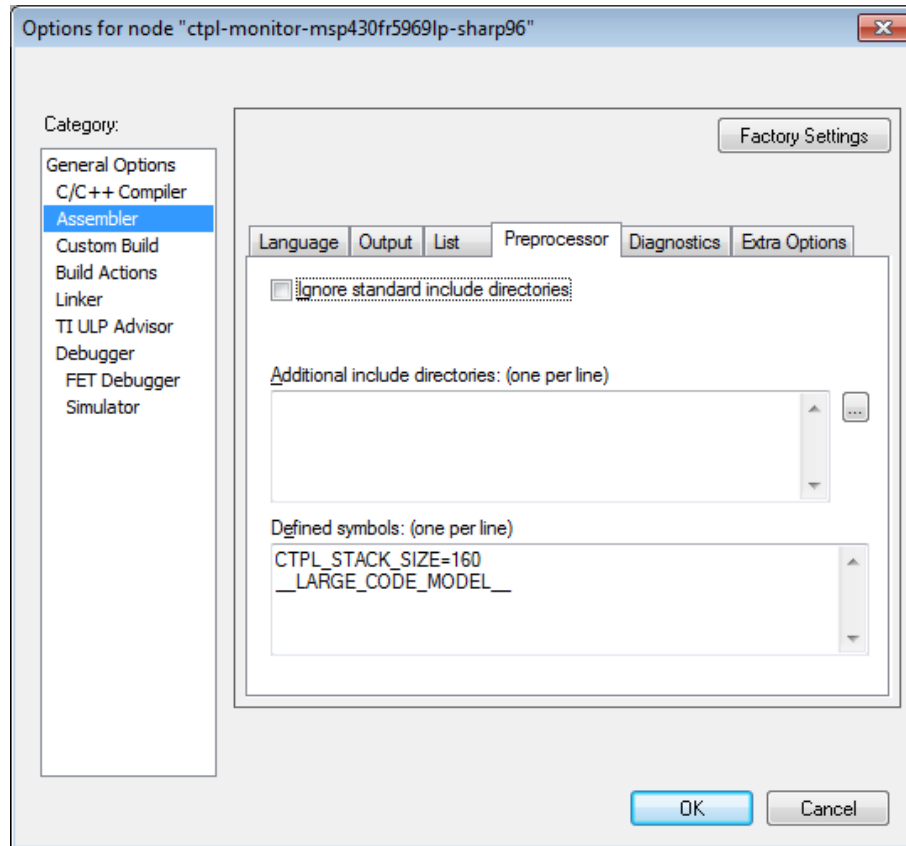 Options for node "ctpl-monitor-msp430fr5969lp-sharp96"
Category:
Factory Settings
General Options
C/C++ Compiler
Assembler
Custom Build
Build Actions
Linker
TI ULP Advisor
Debugger
FET Debugger
Simulator
Language Output List Preprocessor Diagnostics Extra Options
Ignore standard include directories
Additional include directories: (one per line)
...
Defined symbols: (one per line)
CTPL_STACK_SIZE=160
__LARGE_CODE_MODEL__
OK Cancel